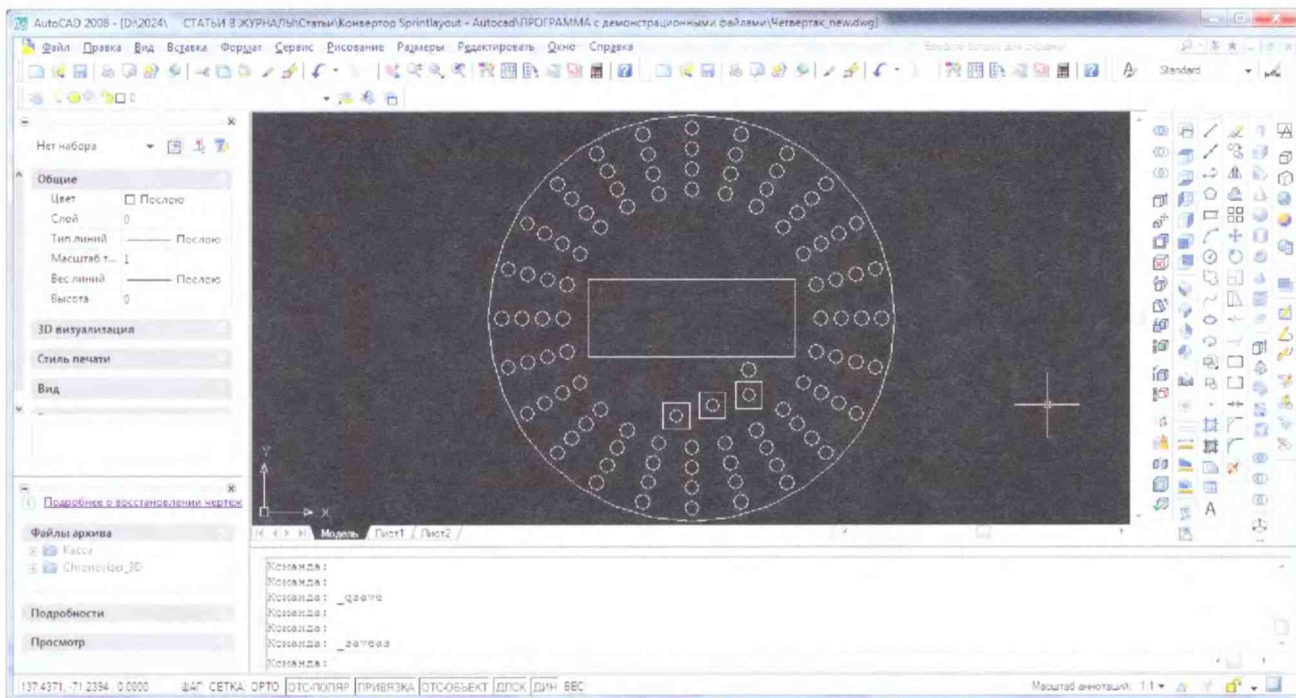 AutoCAD 2008 - [D:\2024\_ СТАТЬИ В ЖУРНАЛЫ\Статьи\Конвертор Sprintlayout - Autocad\ПРОГРАММА с демонстрационными файлами\Четвертак_new.dwg]
Файл Правка Вид Вставка Формат Сервис Рисование Размеры Редактировать Окно Справка
Standard
0
Нет набора
Общие
Цвет Послою
Слой 0
Тип линий Послою
Масштаб т... 1
Вес линий Послою
Высота 0
3D визуализация
Стиль печати
Вид
Подробнее о восстановлении чертеж
Файлы архива
Касса
Chronovizer_3D
Подробности
Просмотр
Y
X
Модель Лист1 Лист2
Команда:
Команда:
Команда: _qsave
Команда:
Команда:
Команда: _saveas
Команда:
137.4371, -71.2394, 0.0000 ШАГ СЕТКА ОРТО ОТС-ПОЛЯР ПРИВЯЗКА ОТС-ОБЪЕКТ ДПСК ДИН ВЕС Масштаб аннотаций: 1:1